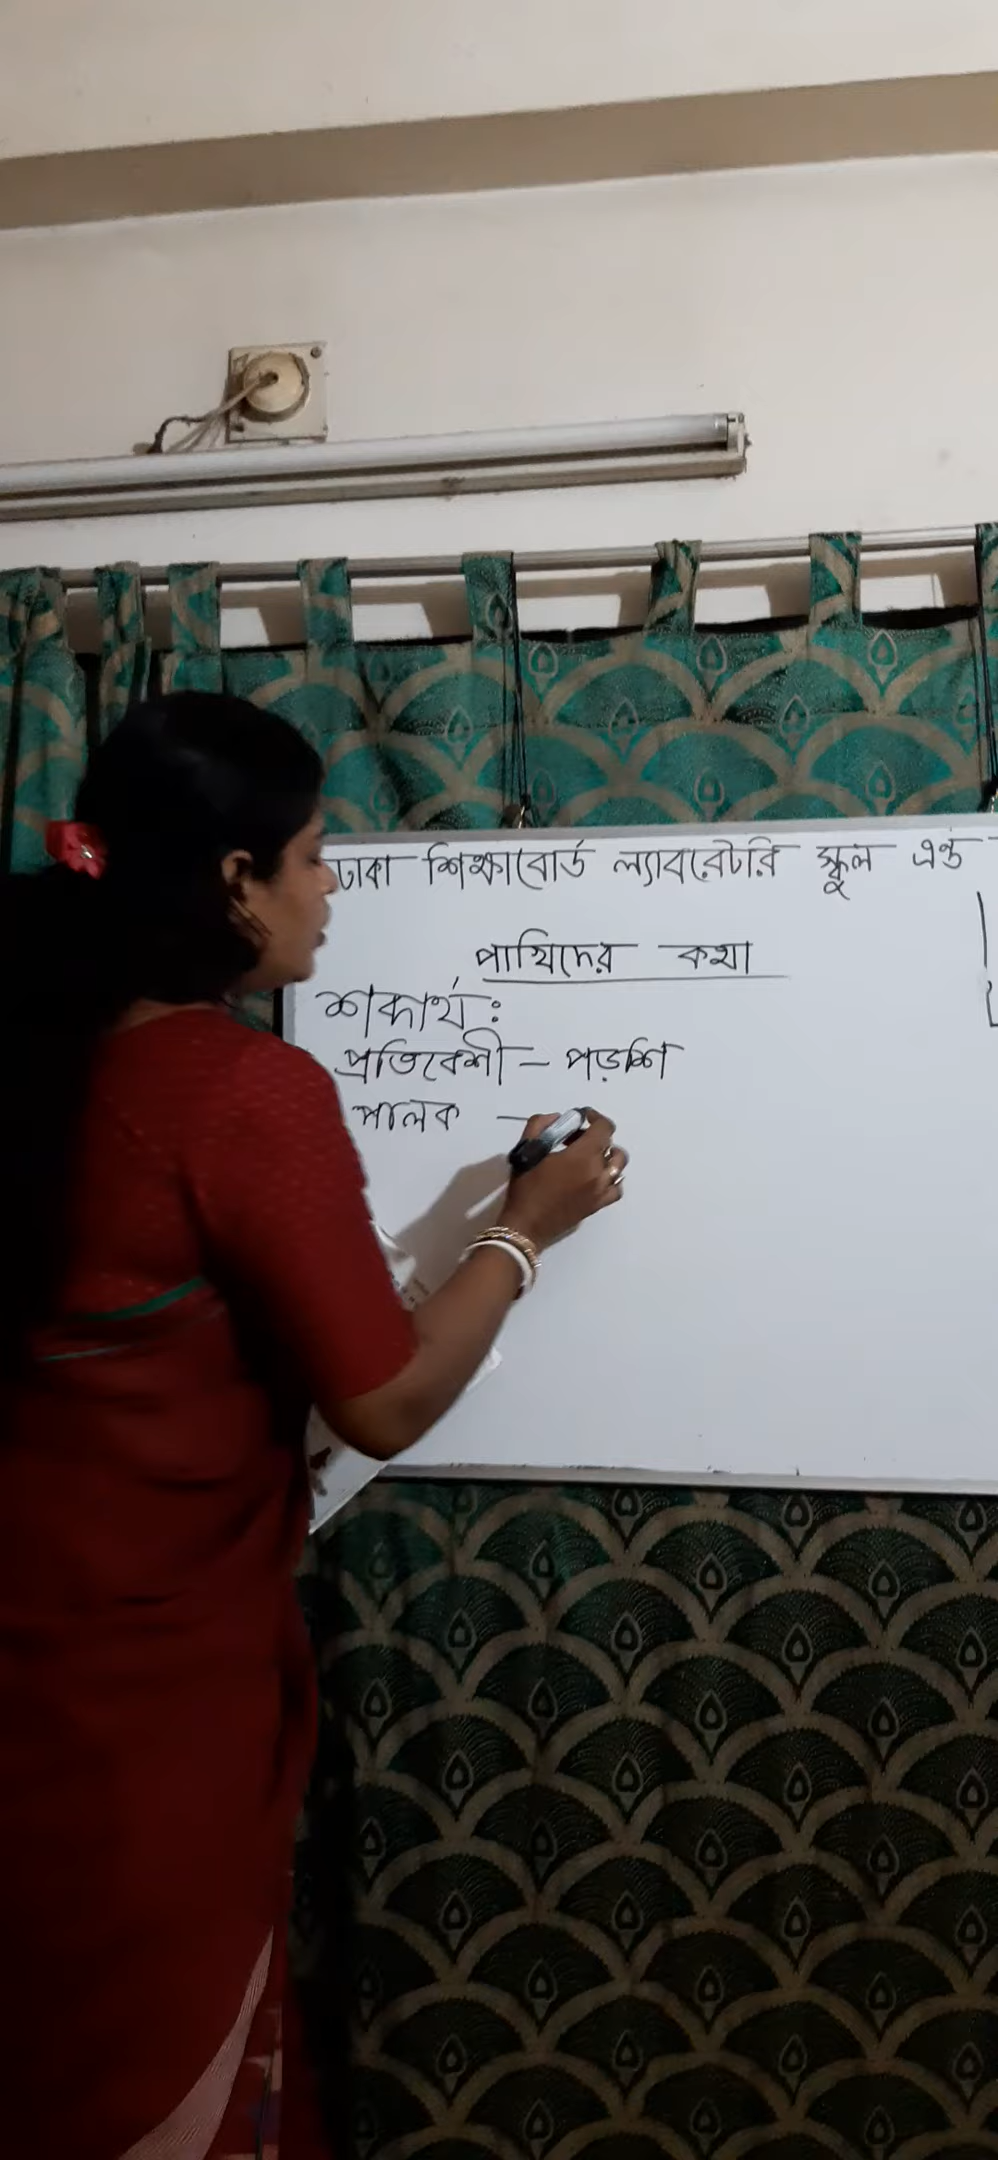 ঢাকা শিক্ষাবোর্ড ল্যাবরেটরি স্কুল এন্ড
পাখিদের কথা
শব্দার্থ:
প্রতিবেশী - পড়শি
পালক -